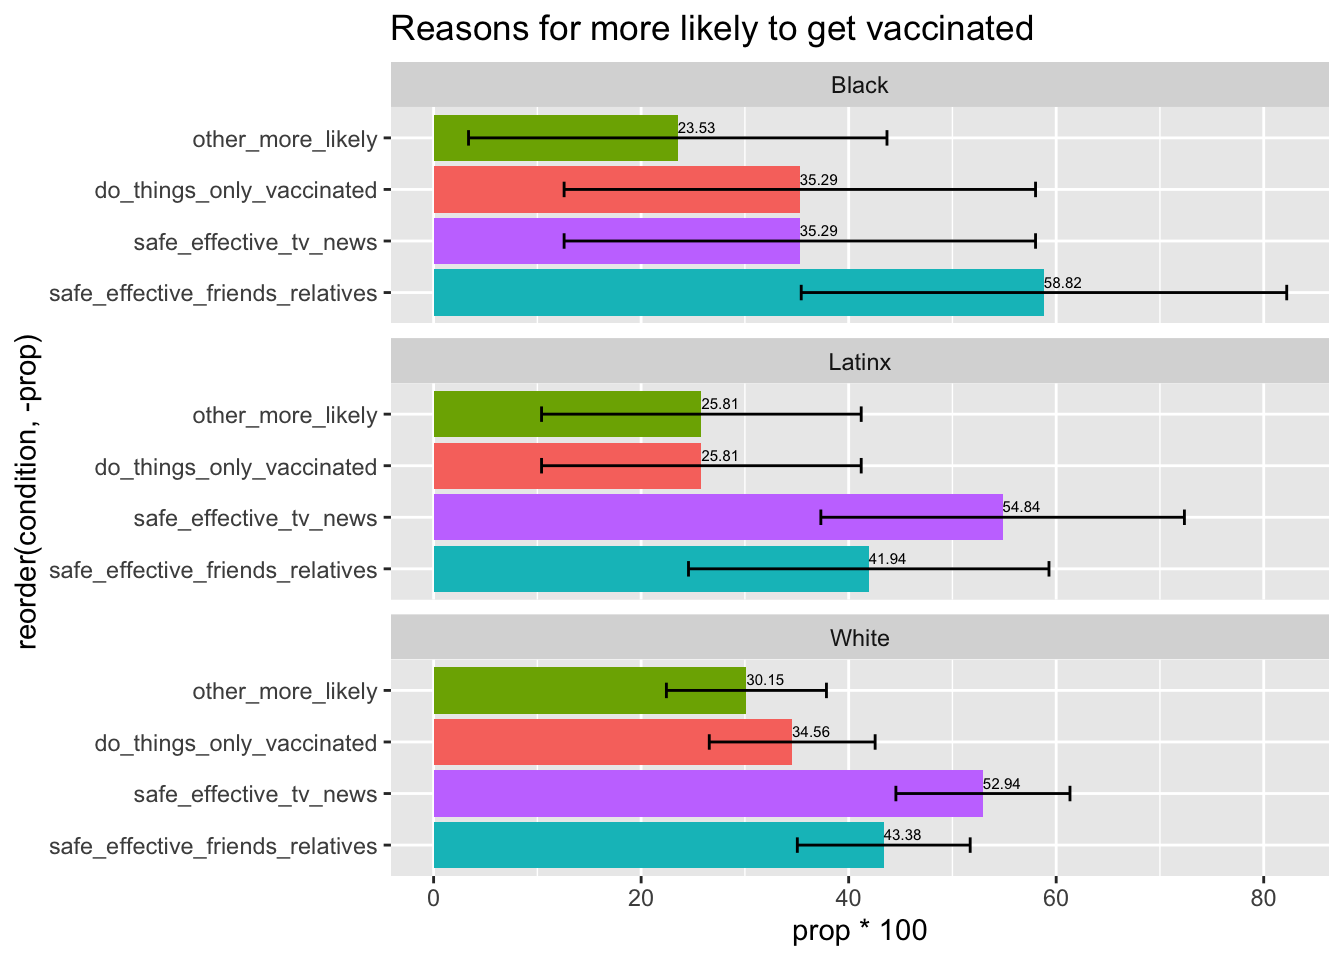 Reasons for more likely to get vaccinated
Black
other_more_likely 23.53
do_things_only_vaccinated 35.29
safe_effective_tv_news 35.29
safe_effective_friends_relatives 58.82
Latinx
other_more_likely 25.81
do_things_only_vaccinated 25.81
safe_effective_tv_news 54.84
safe_effective_friends_relatives 41.94
White
other_more_likely 30.15
do_things_only_vaccinated 34.56
safe_effective_tv_news 52.94
safe_effective_friends_relatives 43.38
0 20 40 60 80
prop * 100
reorder(condition, -prop)